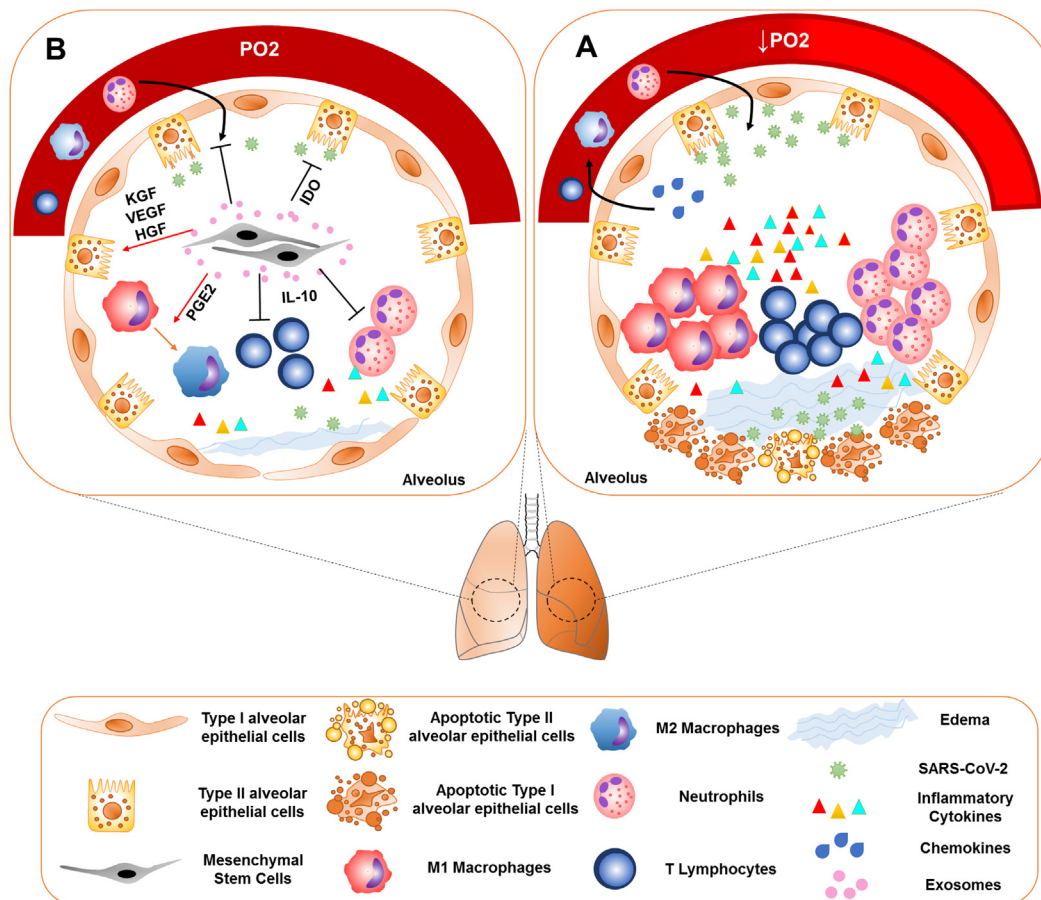 B
PO2
KGF
VEGF
HGF
IDO
PGE2
IL-10
Alveolus
A
↓PO2
Alveolus
Type I alveolar
epithelial cells
Apoptotic Type II
alveolar epithelial cells
M2 Macrophages
Edema
Type II alveolar
epithelial cells
Apoptotic Type I
alveolar epithelial cells
Neutrophils
SARS-CoV-2
Inflammatory
Cytokines
Mesenchymal
Stem Cells
M1 Macrophages
T Lymphocytes
Chemokines
Exosomes